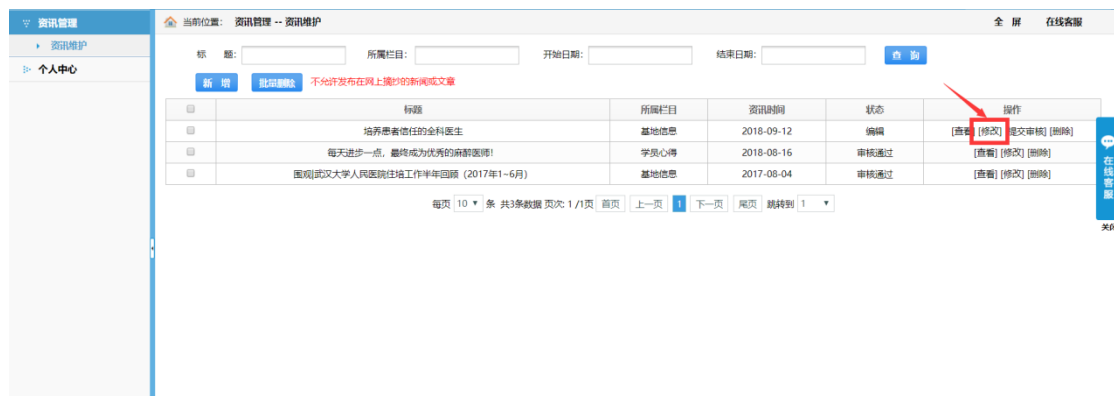 资讯管理
当前位置: 资讯管理 -- 资讯维护
全 屏 在线客服
资讯维护
个人中心
标 题: 所属栏目: 开始日期: 结束日期: 查 询
新 增 批量删除 不允许发布在网上摘抄的新闻或文章
标题 所属栏目 资讯时间 状态 操作
培养患者信任的全科医生 基地信息 2018-09-12 编辑 [查看] [修改] [提交审核] [删除]
每天进步一点，最终成为优秀的麻醉医师! 学员心得 2018-08-16 审核通过 [查看] [修改] [删除]
围观|武汉大学人民医院住培工作半年回顾（2017年1~6月） 基地信息 2017-08-04 审核通过 [查看] [修改] [删除]
每页 10 条 共3条数据 页次: 1 /1页 首页 上一页 1 下一页 尾页 跳转到 1
在线客服
关闭